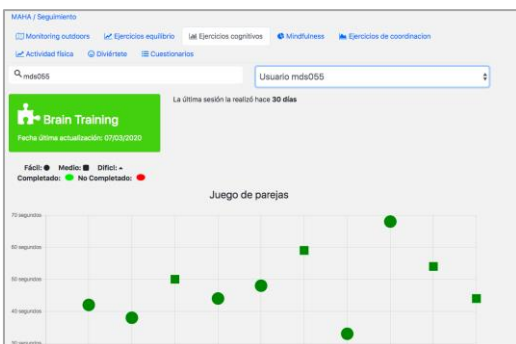 MAHA / Seguimiento
Monitoring outdoors Ejercicios equilibrio Ejercicios cognitivos Mindfulness Ejercicios de coordinacion
Actividad física Diviértete Cuestionarios
mds055 Usuario mds055
La última sesión la realizó hace 30 días
Brain Training
Fecha última actualización: 07/03/2020
Fácil: Medio: Difícil:
Completado: No Completado:
Juego de parejas
70 segundos
60 segundos
50 segundos
40 segundos
30 segundos